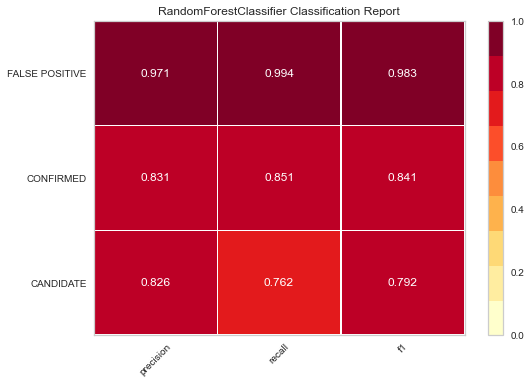 RandomForestClassifier Classification Report
FALSE POSITIVE 0.971 0.994 0.983
CONFIRMED 0.831 0.851 0.841
CANDIDATE 0.826 0.762 0.792
precision recall f1
1.0
0.8
0.6
0.4
0.2
0.0